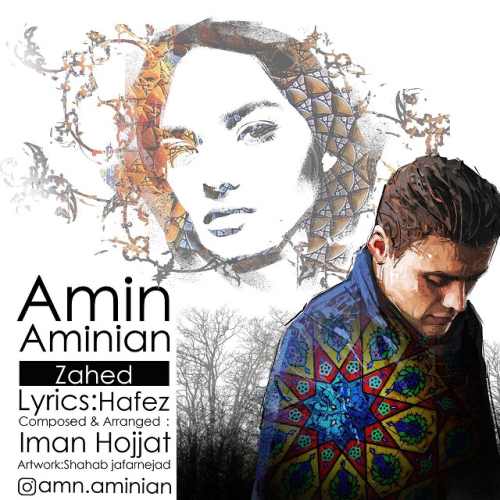 Amin
Aminian
Zahed
Lyrics:Hafez
Composed & Arranged :
Iman Hojjat
Artwork:Shahab jafarnejad
amn.aminian